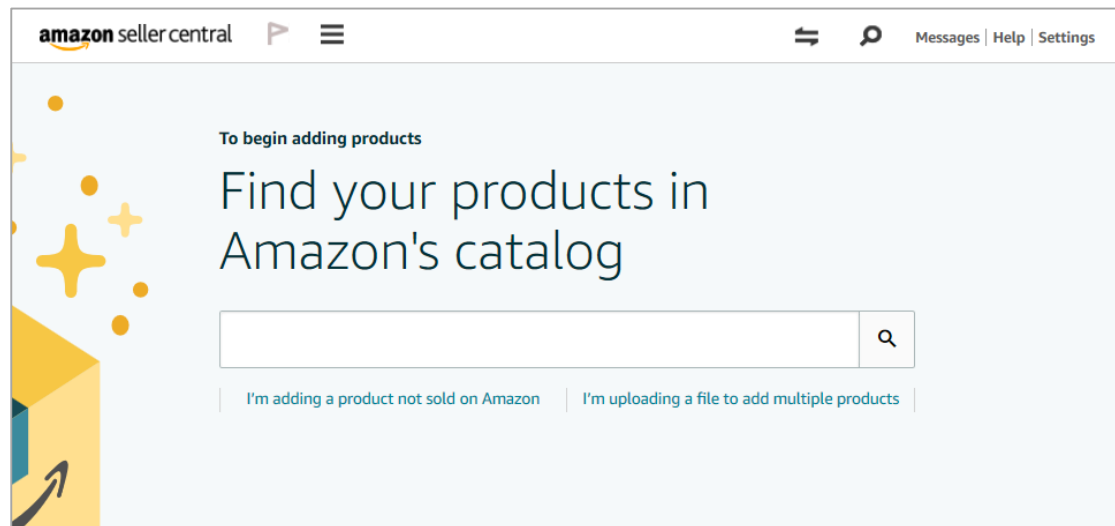 amazon seller central
Messages | Help | Settings
To begin adding products
Find your products in
Amazon's catalog
I'm adding a product not sold on Amazon
I'm uploading a file to add multiple products